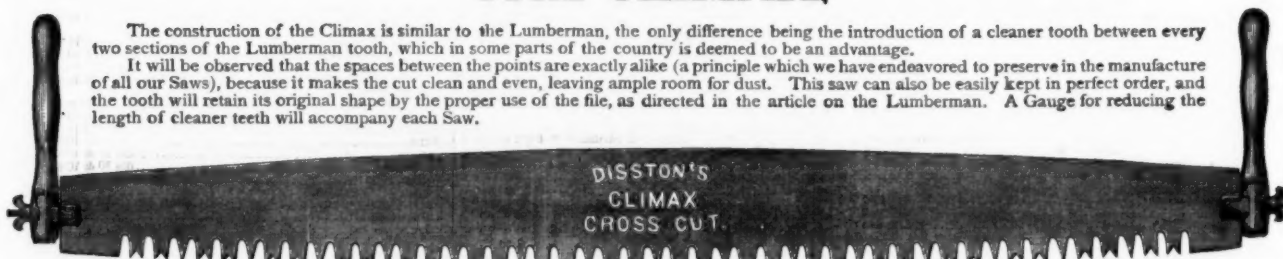 The construction of the Climax is similar to the Lumberman, the only difference being the introduction of a cleaner tooth between every
two sections of the Lumberman tooth, which in some parts of the country is deemed to be an advantage.
It will be observed that the spaces between the points are exactly alike (a principle which we have endeavored to preserve in the manufacture
of all our Saws), because it makes the cut clean and even, leaving ample room for dust. This saw can also be easily kept in perfect order, and
the tooth will retain its original shape by the proper use of the file, as directed in the article on the Lumberman. A Gauge for reducing the
length of cleaner teeth will accompany each Saw.
DISSTON'S
CLIMAX
CROSS CUT.